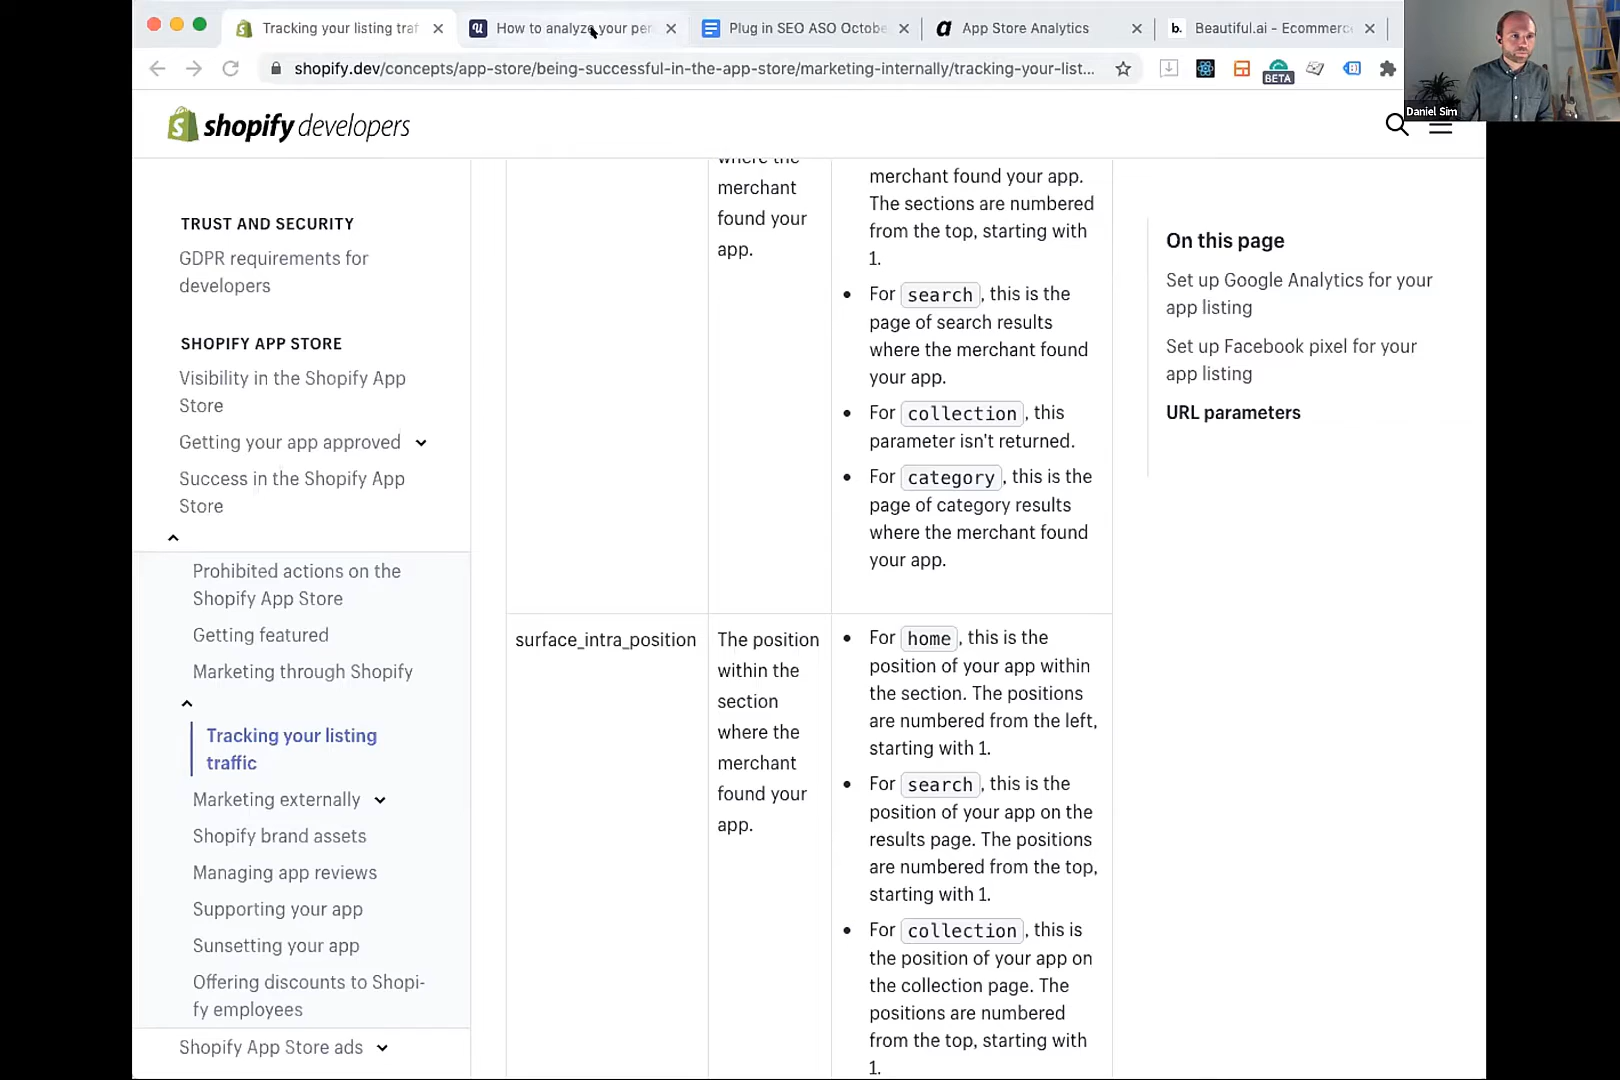 Tracking your listing traf
How to analyze your per
Plug in SEO ASO Octobe
App Store Analytics
b. Beautiful.ai - Ecommerc
shopify.dev/concepts/app-store/being-successful-in-the-app-store/marketing-internally/tracking-your-list...
BETA
Daniel Sim
shopify developers
TRUST AND SECURITY
GDPR requirements for
developers
SHOPIFY APP STORE
Visibility in the Shopify App
Store
Getting your app approved
Success in the Shopify App
Store
Prohibited actions on the
Shopify App Store
Getting featured
Marketing through Shopify
Tracking your listing
traffic
Marketing externally
Shopify brand assets
Managing app reviews
Supporting your app
Sunsetting your app
Offering discounts to Shopi-
fy employees
Shopify App Store ads
where the
merchant
found your
app.
merchant found your app.
The sections are numbered
from the top, starting with
1.
For search, this is the
page of search results
where the merchant found
your app.
For collection, this
parameter isn't returned.
For category, this is the
page of category results
where the merchant found
your app.
surface_intra_position
The position
within the
section
where the
merchant
found your
app.
For home, this is the
position of your app within
the section. The positions
are numbered from the left,
starting with 1.
For search, this is the
position of your app on the
results page. The positions
are numbered from the top,
starting with 1.
For collection, this is
the position of your app on
the collection page. The
positions are numbered
from the top, starting with
1.
On this page
Set up Google Analytics for your
app listing
Set up Facebook pixel for your
app listing
URL parameters